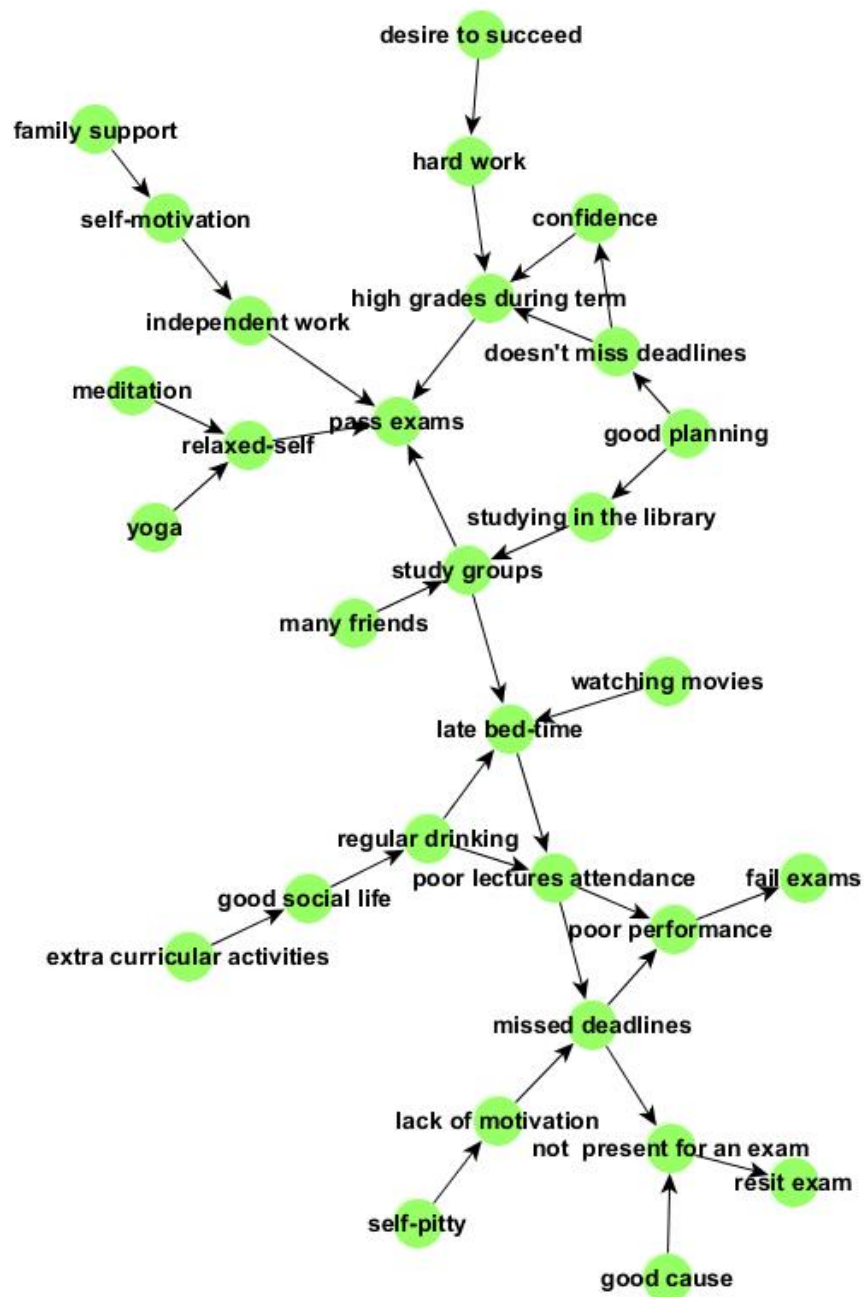 desire to succeed
family support
hard work
self-motivation
confidence
high grades during term
independent work
doesn't miss deadlines
meditation
pass exams
good planning
relaxed-self
studying in the library
yoga
study groups
many friends
watching movies
late bed-time
regular drinking
poor lectures attendance
fail exams
good social life
poor performance
extra curricular activities
missed deadlines
lack of motivation
not  present for an exam
resit exam
self-pitty
good cause